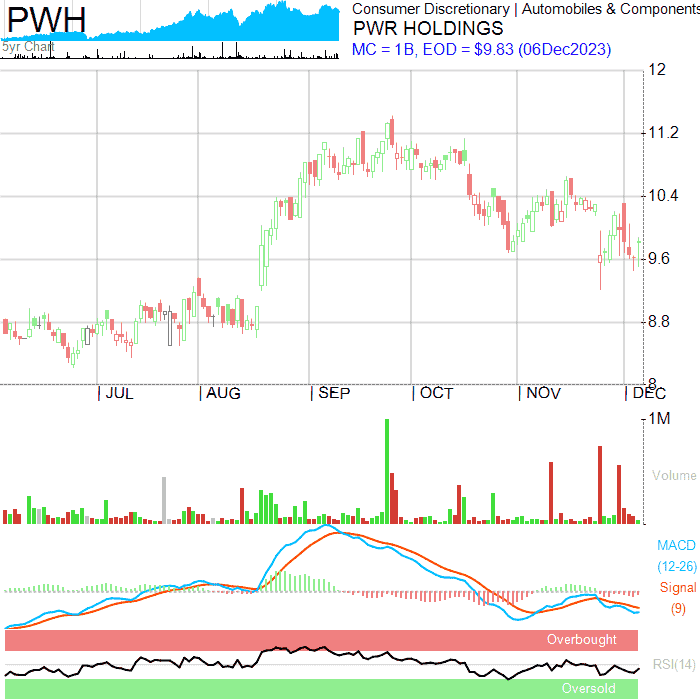 PWH
5yr Chart
Consumer Discretionary | Automobiles & Components
PWR HOLDINGS
MC = 1B, EOD = $9.83 (06Dec2023)
12
11.2
10.4
9.6
8.8
8
JUL
AUG
SEP
OCT
NOV
DEC
1M
Volume
MACD
(12-26)
Signal
(9)
Overbought
RSI(14)
Oversold